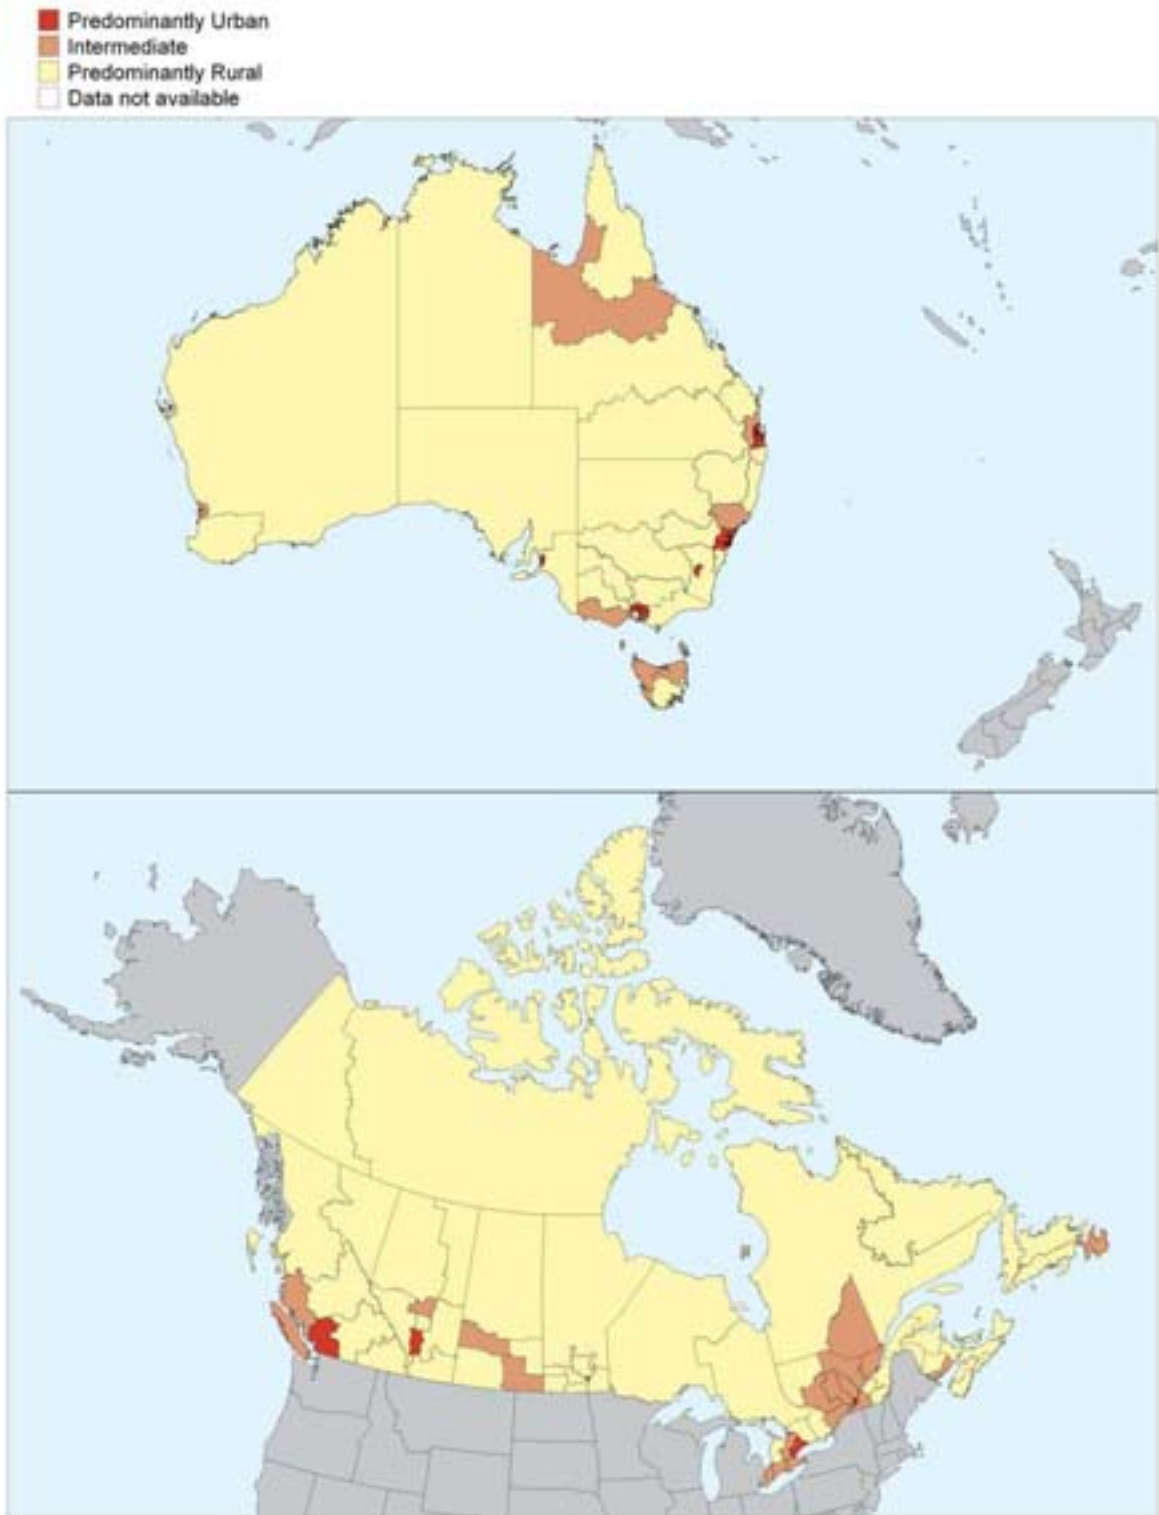 Predominantly Urban
Intermediate
Predominantly Rural
Data not available